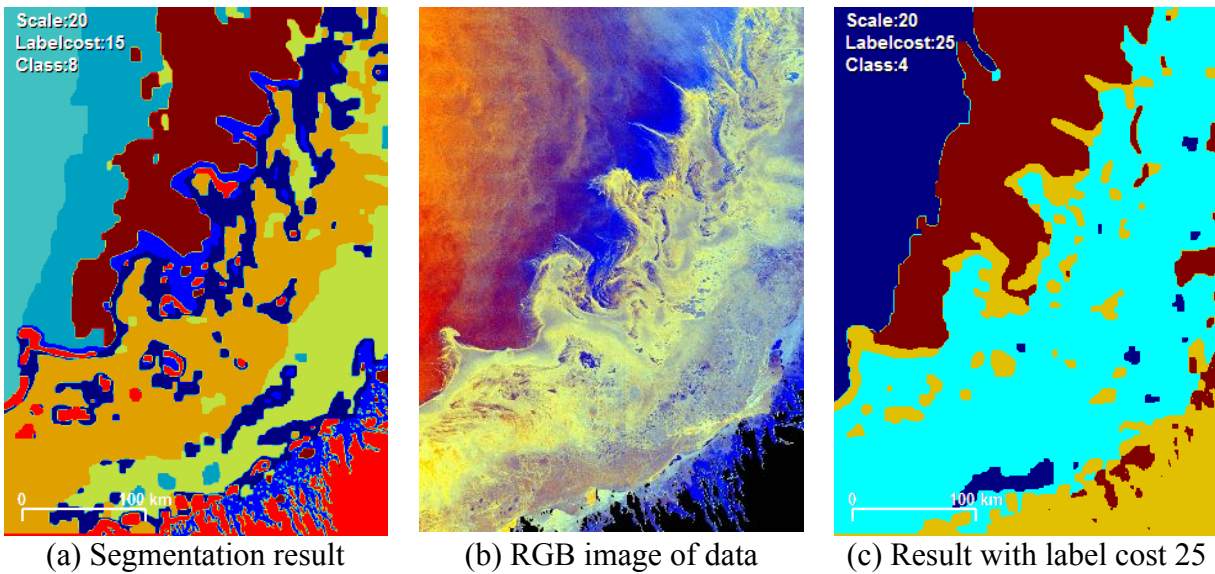 Scale:20
Labelcost:15
Class:8
0 100 km
(a) Segmentation result
(b) RGB image of data
Scale:20
Labelcost:25
Class:4
0 100 km
(c) Result with label cost 25